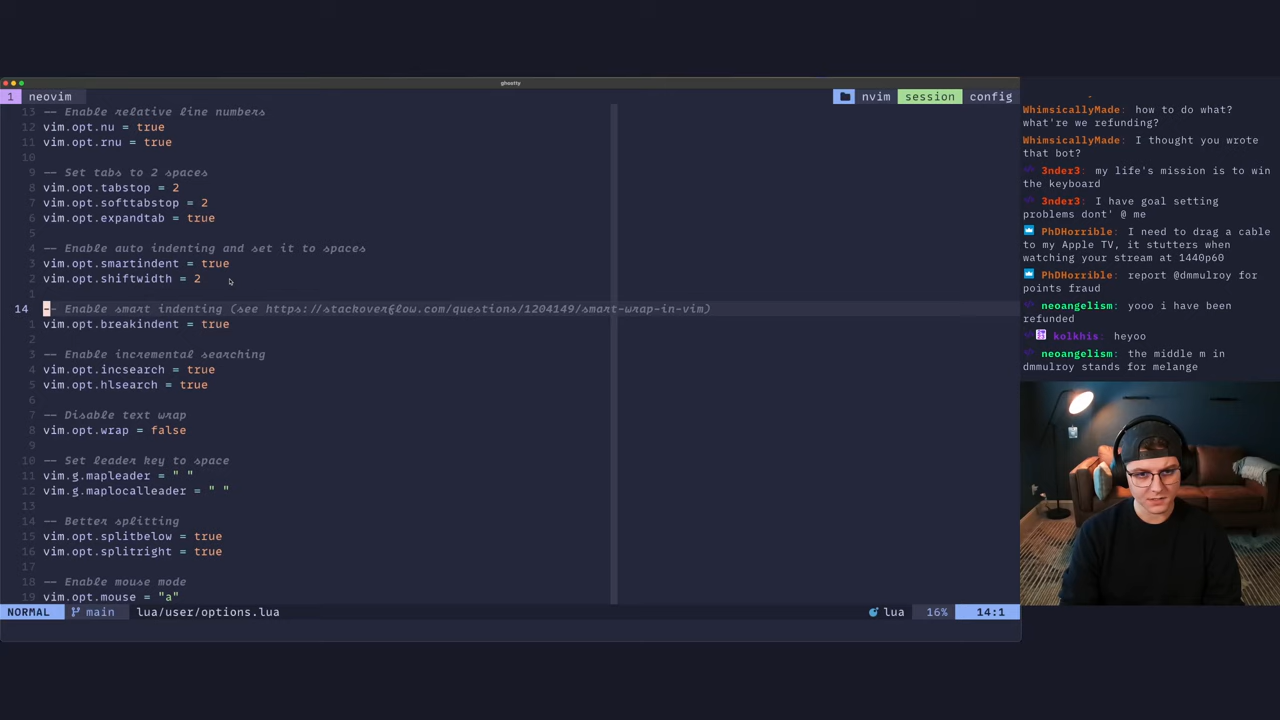 ghostty
1 neovim
nvim session config
13 -- Enable relative line numbers
12 vim.opt.nu = true
11 vim.opt.rnu = true
10
9 -- Set tabs to 2 spaces
8 vim.opt.tabstop = 2
7 vim.opt.softtabstop = 2
6 vim.opt.expandtab = true
5
4 -- Enable auto indenting and set it to spaces
3 vim.opt.smartindent = true
2 vim.opt.shiftwidth = 2
1
14 -- Enable smart indenting (see https://stackoverflow.com/questions/1204149/smart-wrap-in-vim)
1 vim.opt.breakindent = true
2
3 -- Enable incremental searching
4 vim.opt.incsearch = true
5 vim.opt.hlsearch = true
6
7 -- Disable text wrap
8 vim.opt.wrap = false
9
10 -- Set leader key to space
11 vim.g.mapleader = " "
12 vim.g.maplocalleader = " "
13
14 -- Better splitting
15 vim.opt.splitbelow = true
16 vim.opt.splitright = true
17
18 -- Enable mouse mode
19 vim.opt.mouse = "a"
NORMAL main lua/user/options.lua
lua 16% 14:1
WhimsicallyMade: how to do what?
what're we refunding?
WhimsicallyMade: I thought you wrote
that bot?
3nder3: my life's mission is to win
the keyboard
3nder3: I have goal setting
problems dont' @ me
PhDHorrible: I need to drag a cable
to my Apple TV, it stutters when
watching your stream at 1440p60
PhDHorrible: report @dmmulroy for
points fraud
neoangelism: yooo i have been
refunded
kolkhis: heyoo
neoangelism: the middle m in
dmmulroy stands for melange